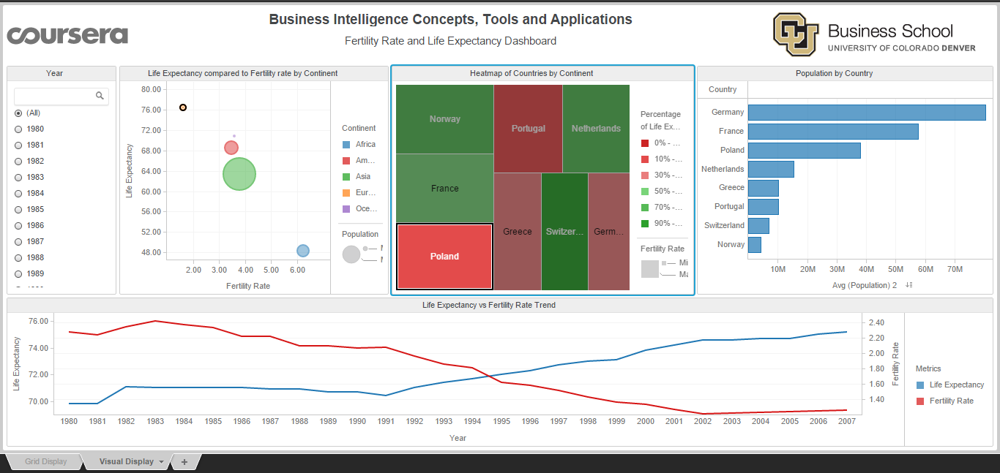 Business Intelligence Concepts, Tools and Applications
Fertility Rate and Life Expectancy Dashboard
coursera
CU
Business School
UNIVERSITY OF COLORADO DENVER
Year
(All)
1980
1981
1982
1983
1984
1985
1986
1987
1988
1989
Life Expectancy compared to Fertility rate by Continent
Life Expectancy
80.00
76.00
72.00
68.00
64.00
60.00
56.00
52.00
48.00
2.00 3.00 4.00 5.00 6.00
Fertility Rate
Continent
Africa
Am...
Asia
Eur...
Oce...
Population
Heatmap of Countries by Continent
Norway
Portugal
Netherlands
France
Poland
Greece
Switzer...
Germ...
Percentage
of Life Ex...
0% - ...
10% -...
30% -...
50% -...
70% -...
90% -...
Fertility Rate
Mi
Ma
Population by Country
Country
Germany
France
Poland
Netherlands
Greece
Portugal
Switzerland
Norway
10M 20M 30M 40M 50M 60M 70M
Avg (Population) 2
Life Expectancy vs Fertility Rate Trend
Life Expectancy
76.00
74.00
72.00
70.00
2.40
2.20
2.00
1.80
1.60
1.40
Fertility Rate
1980 1981 1982 1983 1984 1985 1986 1987 1988 1989 1990 1991 1992 1993 1994 1995 1996 1997 1998 1999 2000 2001 2002 2003 2004 2005 2006 2007
Year
Metrics
Life Expectancy
Fertility Rate
Grid Display
Visual Display
+